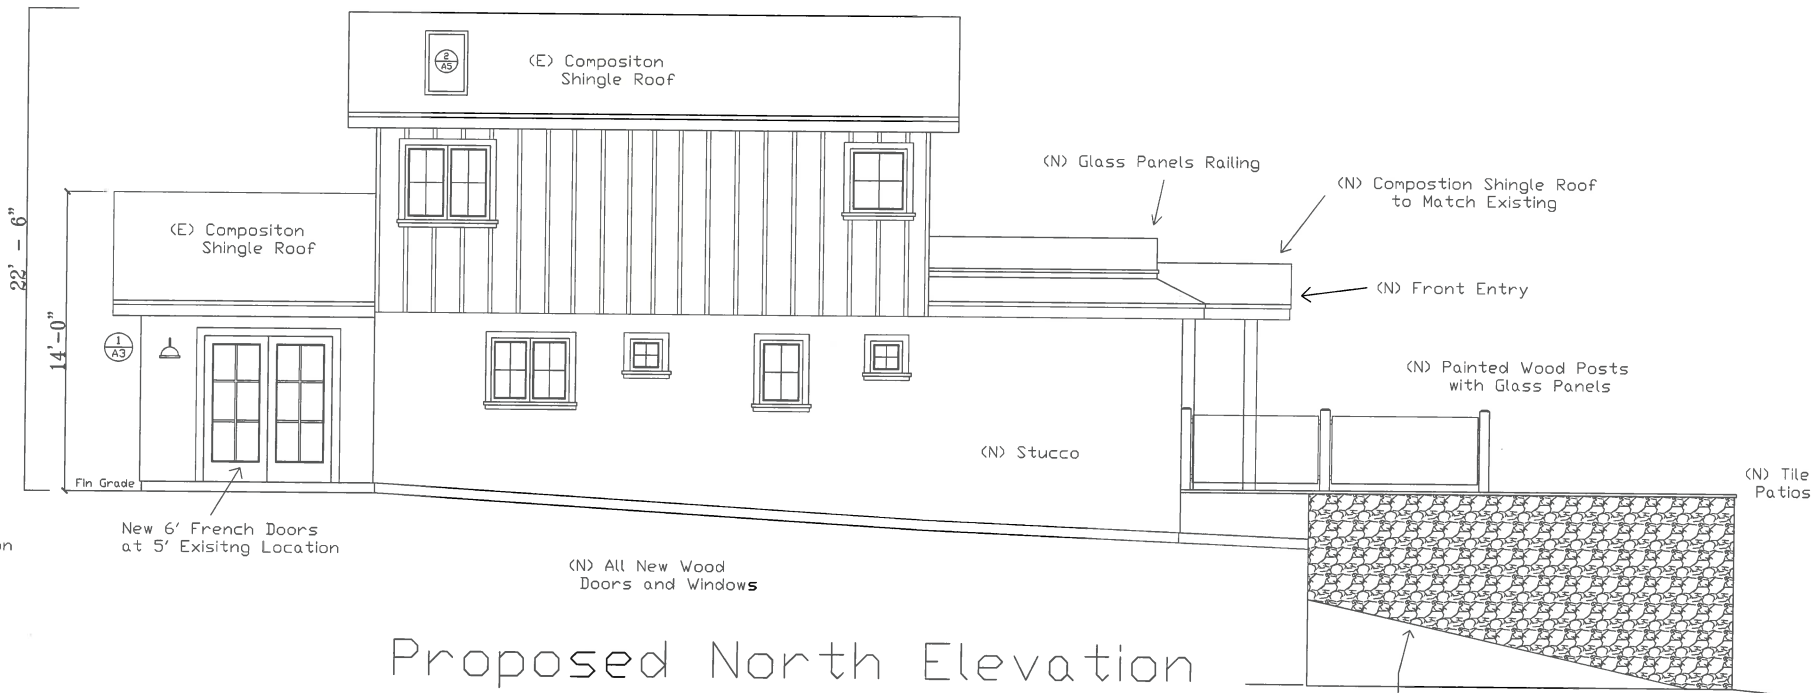 2
A5
(E) Compositon
Shingle Roof
(N) Glass Panels Railing
(N) Compostion Shingle Roof
to Match Existing
22' - 6"
14'-0"
(E) Compositon
Shingle Roof
(N) Front Entry
1
A3
(N) Painted Wood Posts
with Glass Panels
(N) Stucco
Fin Grade
(N) Tile
Patios
New 6' French Doors
at 5' Exisitng Location
on
(N) All New Wood
Doors and Windows
Proposed North Elevation